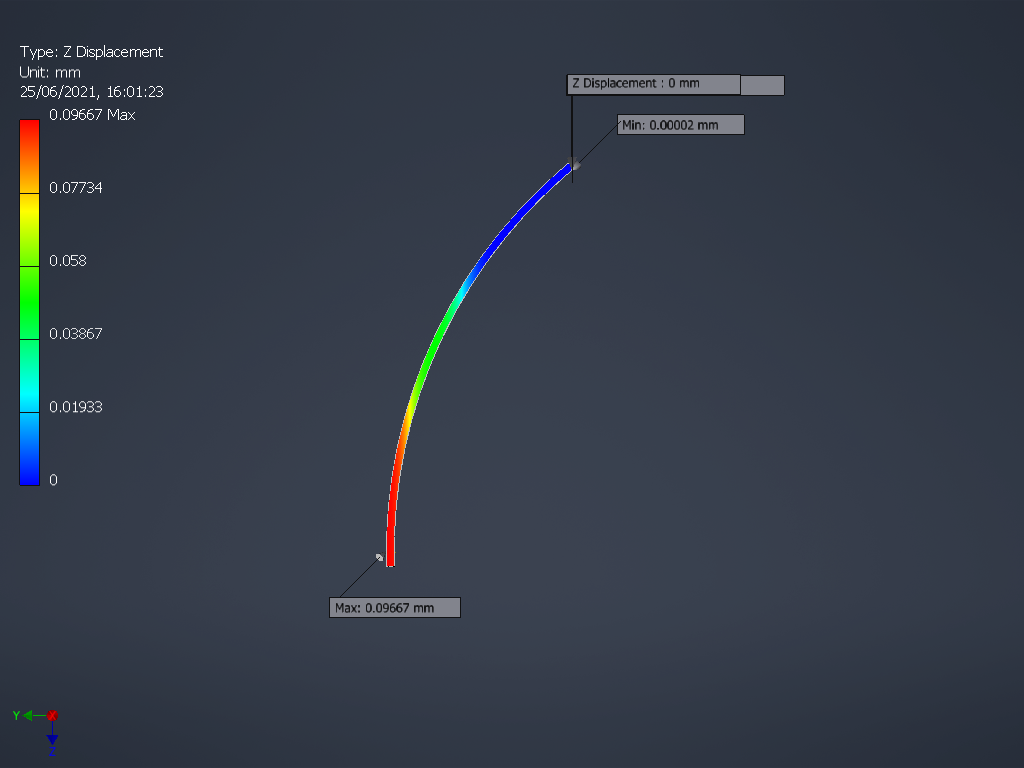 Type: Z Displacement
Unit: mm
25/06/2021, 16:01:23
0.09667 Max
0.07734
0.058
0.03867
0.01933
0
Z Displacement : 0 mm
Min: 0.00002 mm
Max: 0.09667 mm
Y
X
Z